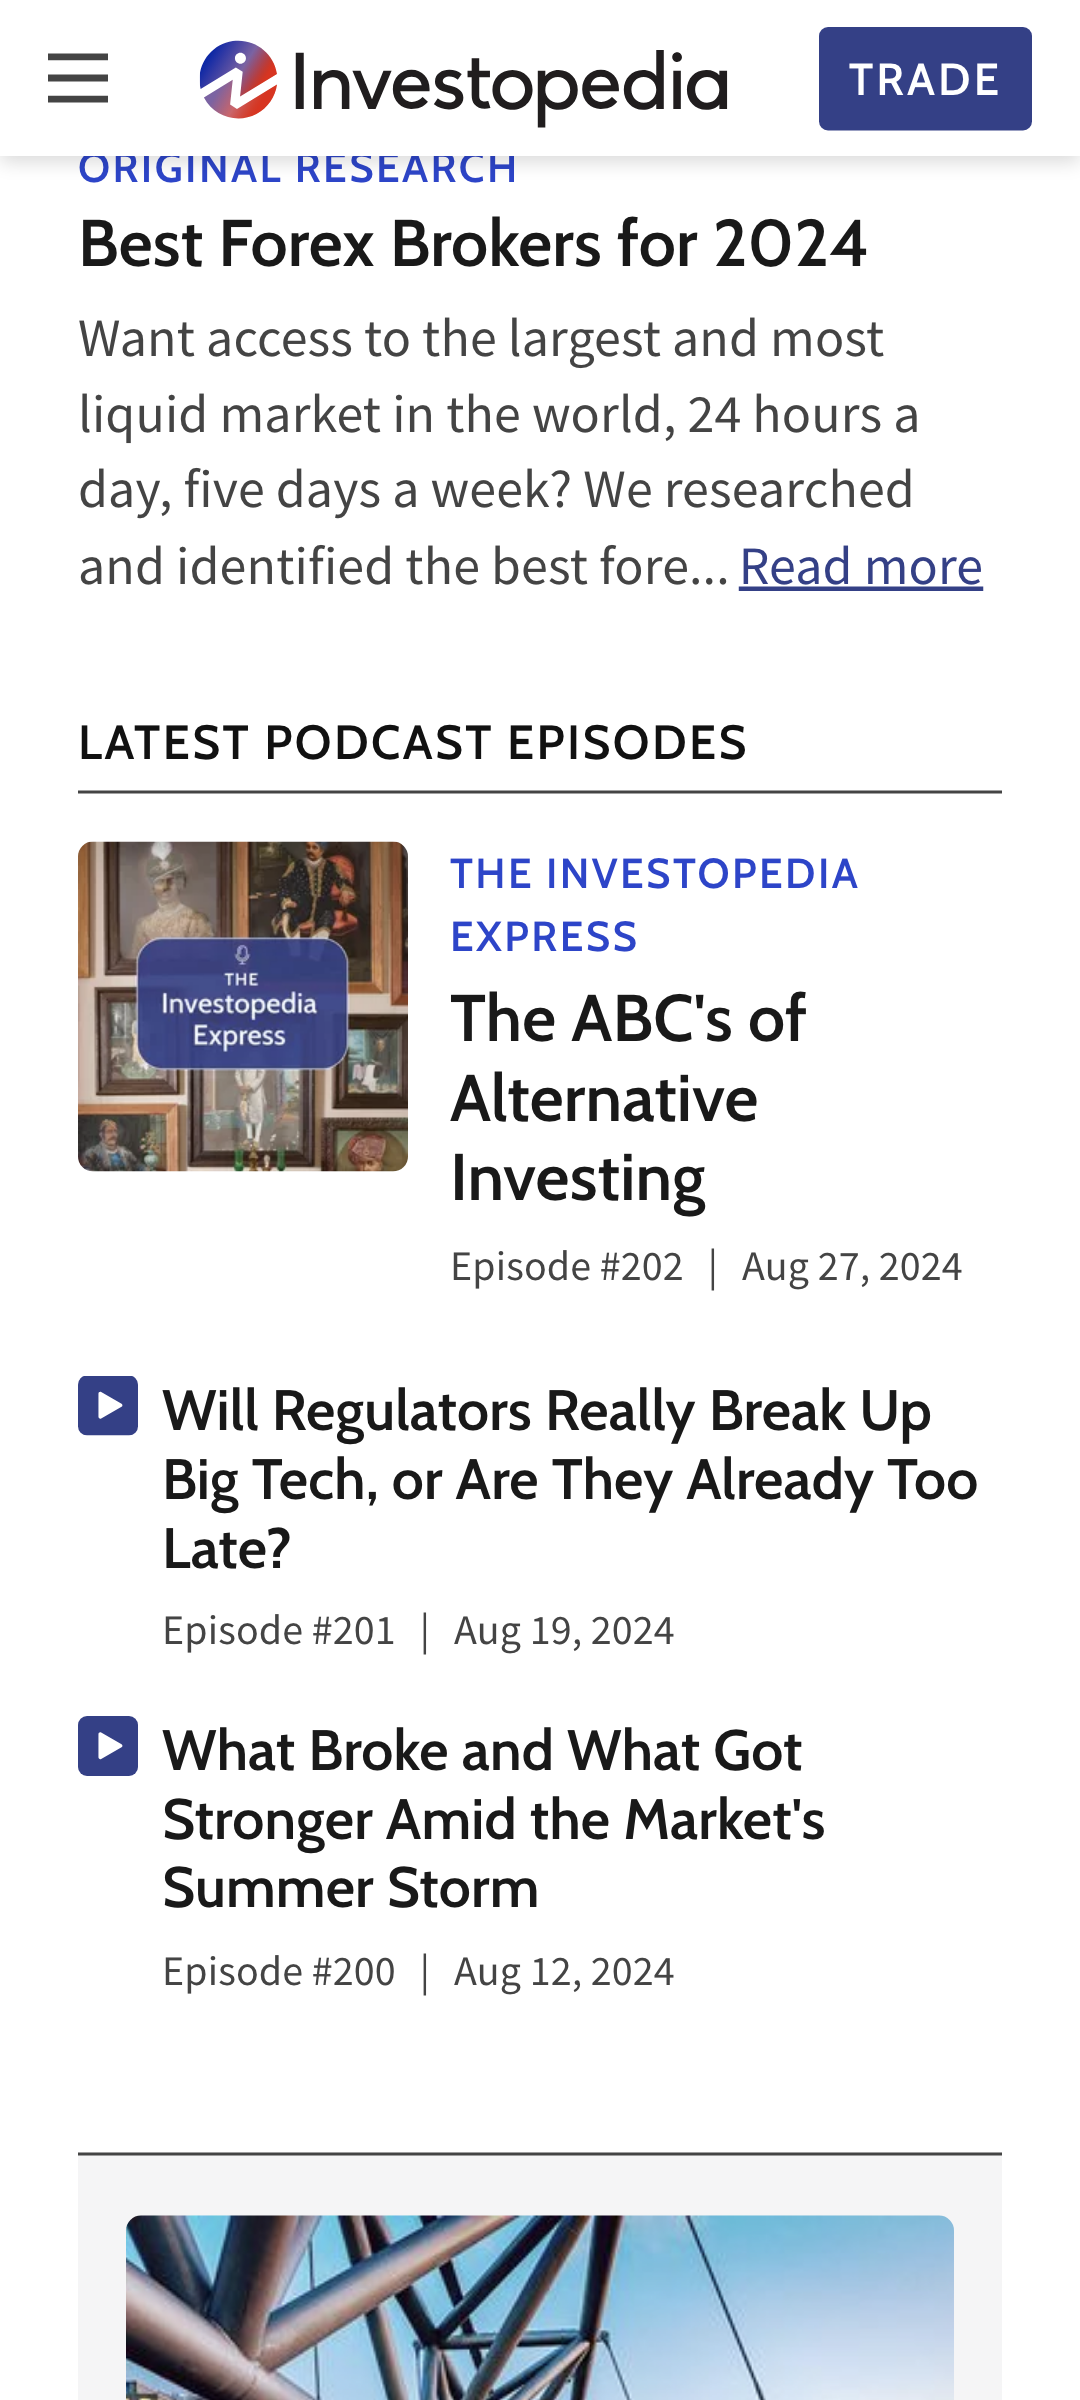 Investopedia
TRADE
ORIGINAL RESEARCH
Best Forex Brokers for 2024
Want access to the largest and most
liquid market in the world, 24 hours a
day, five days a week? We researched
and identified the best fore... Read more
LATEST PODCAST EPISODES
THE
Investopedia
Express
THE INVESTOPEDIA
EXPRESS
The ABC's of
Alternative
Investing
Episode #202 | Aug 27, 2024
Will Regulators Really Break Up
Big Tech, or Are They Already Too
Late?
Episode #201 | Aug 19, 2024
What Broke and What Got
Stronger Amid the Market's
Summer Storm
Episode #200 | Aug 12, 2024